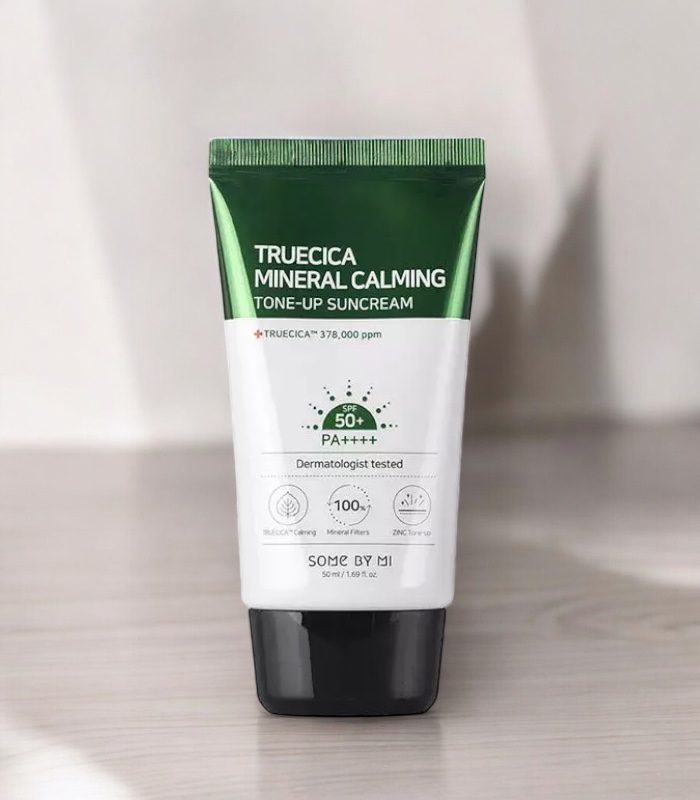 TRUECICA
MINERAL CALMING
TONE-UP SUNCREAM
TRUECICA™ 378,000 ppm
SPF
50+
PA++++
Dermatologist tested
100%
TRUECICA™ Calming
Mineral Filters
ZINC Tone-up
SOME BY MI
50 ml / 1.69 fl. oz.